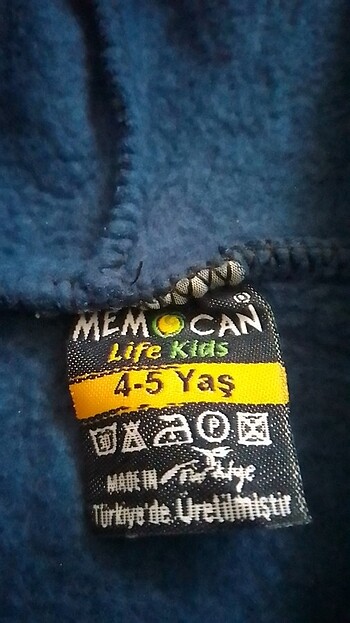 MEMOCAN
Life Kids
4-5 Yaş
P
MADE IN Türkiye
Türkiye'de Üretilmiştir